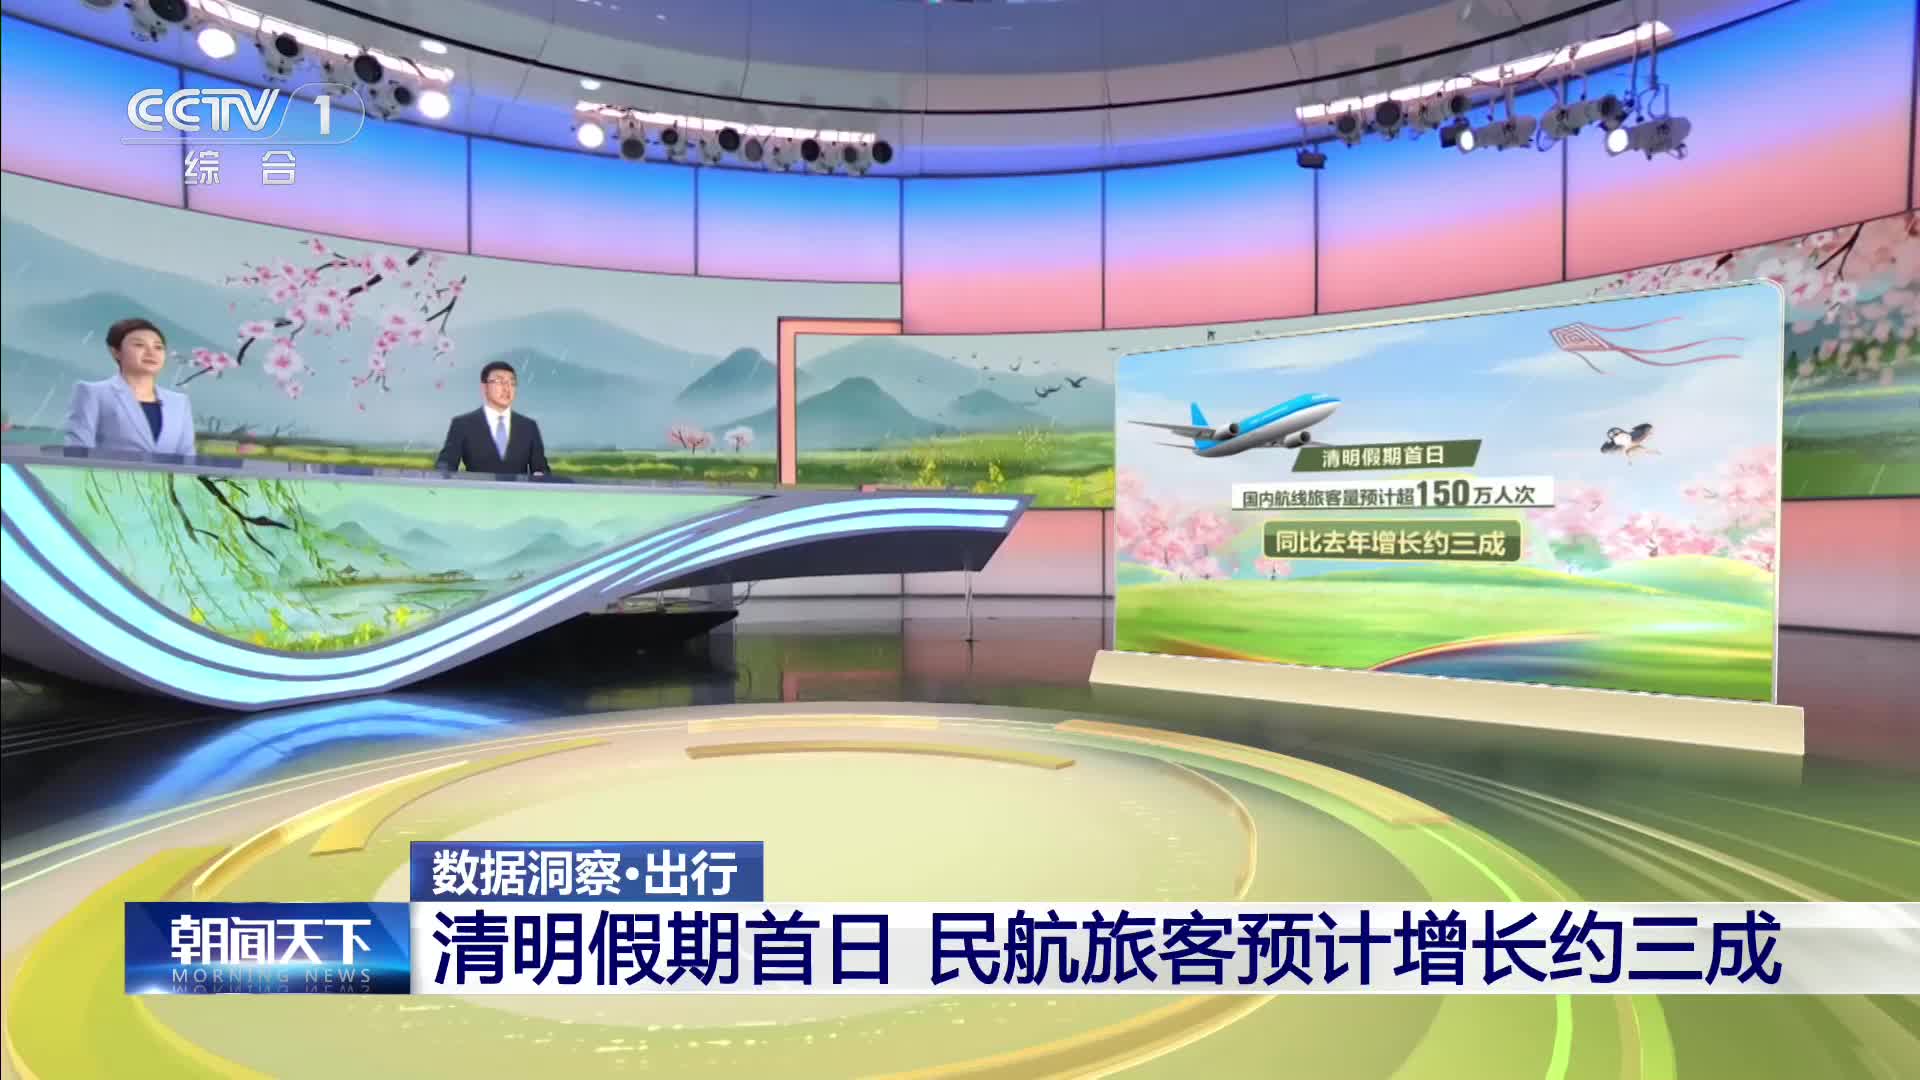 CCTV 1
综合
清明假期首日
国内航线旅客量预计超150万人次
同比去年增长约三成
数据洞察·出行
朝闻天下
MORNING NEWS
清明假期首日 民航旅客预计增长约三成